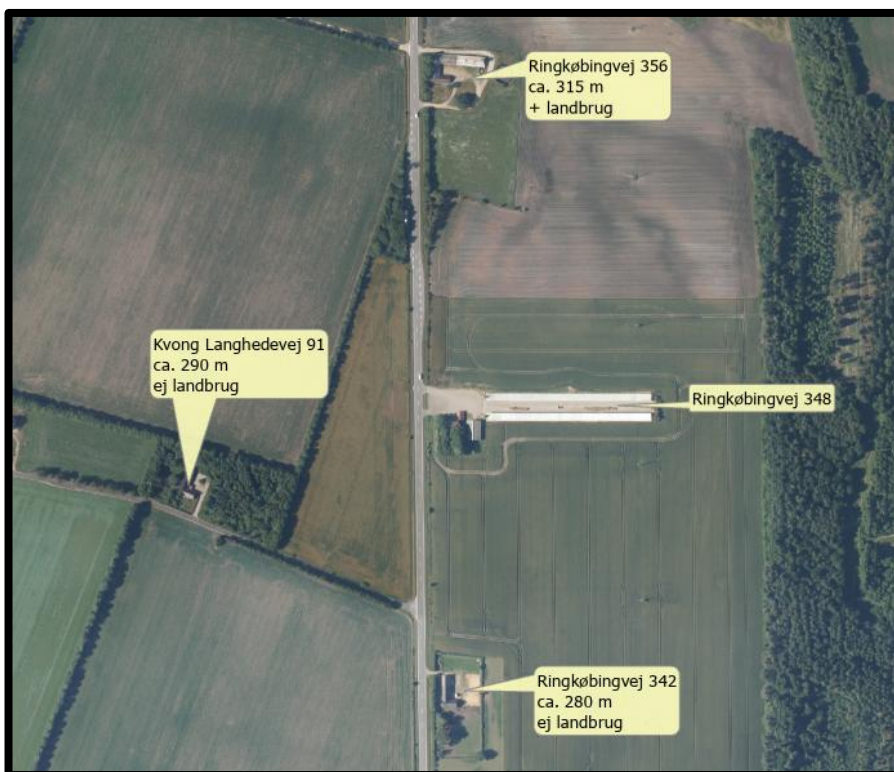 Ringkøbingvej 356
ca. 315 m
+ landbrug
Kvong Langhedevej 91
ca. 290 m
ej landbrug
Ringkøbingvej 348
Ringkøbingvej 342
ca. 280 m
ej landbrug